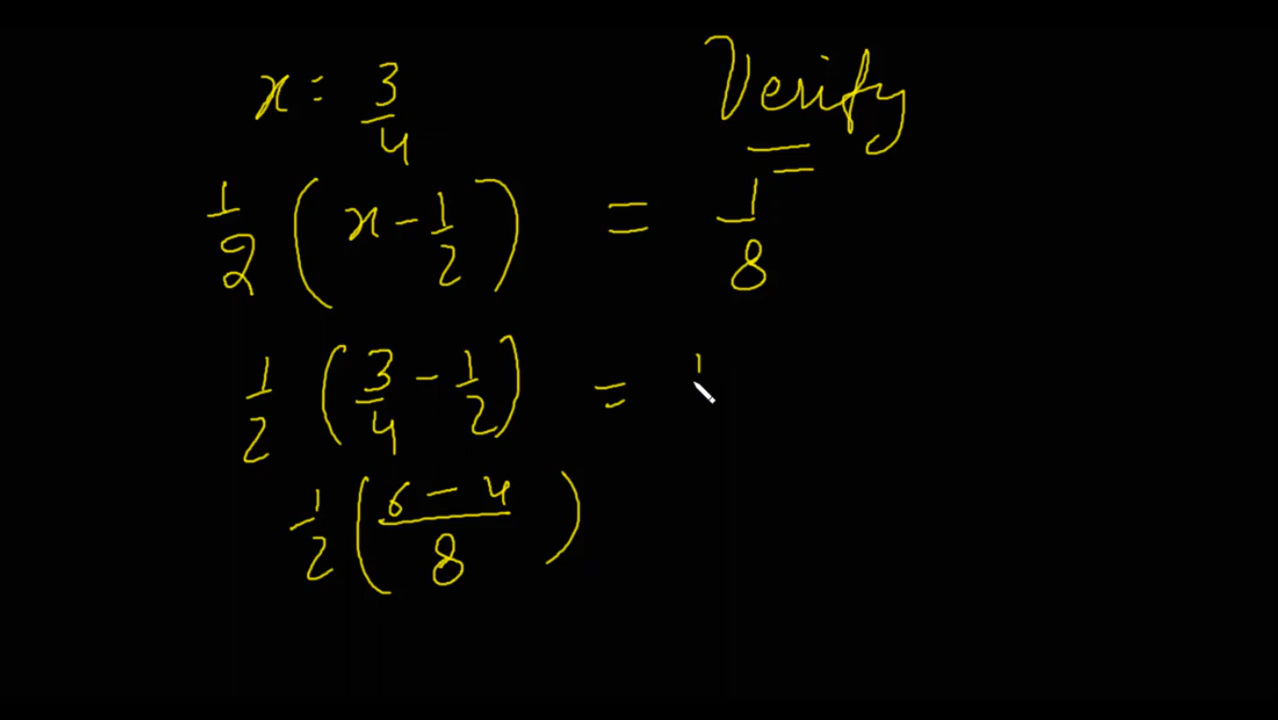 x = 3/4 Verify
1/2 (x - 1/2) = 1/8
1/2 (3/4 - 1/2) = 1
1/2 (6 - 4/8)